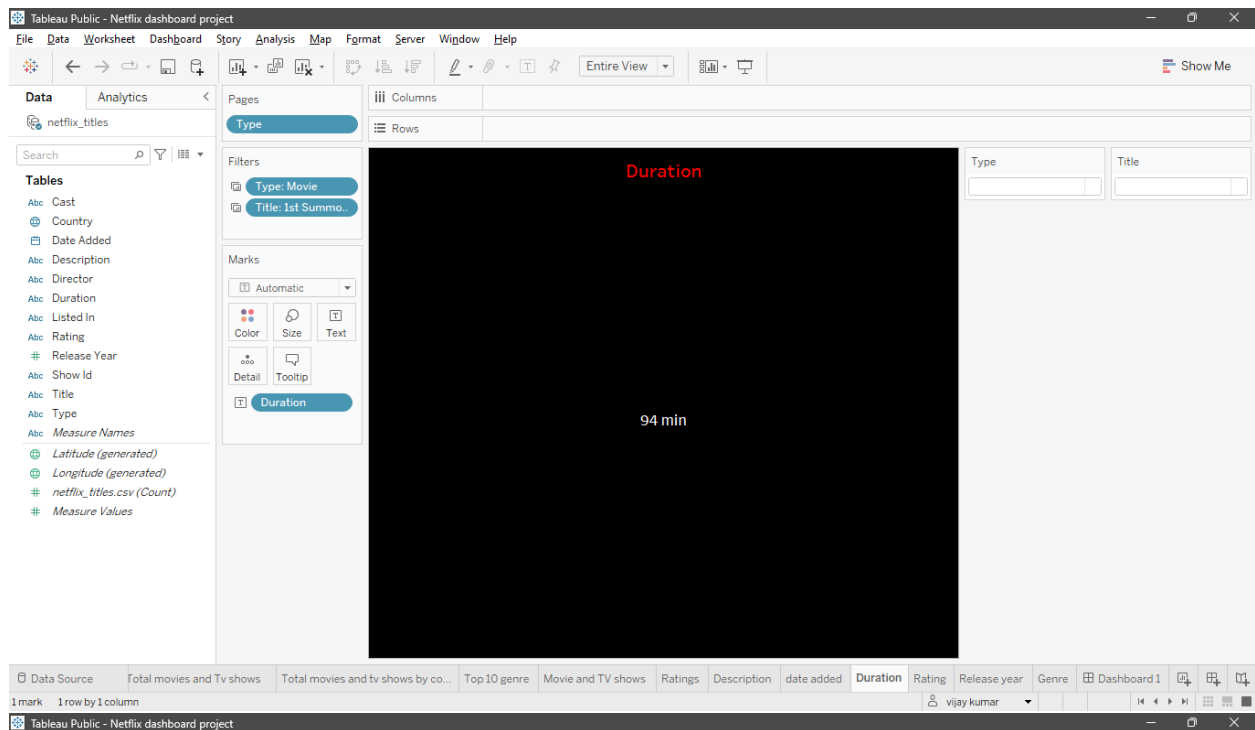 Tableau Public - Netflix dashboard project
File Data Worksheet Dashboard Story Analysis Map Format Server Window Help
Entire View
Show Me
Data Analytics
netflix_titles
Search
Tables
Abc Cast
Country
Date Added
Abc Description
Abc Director
Abc Duration
Abc Listed In
Abc Rating
# Release Year
Abc Show Id
Abc Title
Abc Type
Abc Measure Names
Latitude (generated)
Longitude (generated)
# netflix_titles.csv (Count)
# Measure Values
Pages
Type
Filters
Type: Movie
Title: 1st Summo..
Marks
Automatic
Color Size Text
Detail Tooltip
Duration
Columns
Rows
Duration
94 min
Type
Title
Data Source Total movies and Tv shows Total movies and tv shows by co... Top 10 genre Movie and TV shows Ratings Description date added Duration Rating Release year Genre Dashboard 1
1 mark 1 row by 1 column
vijay kumar
Tableau Public - Netflix dashboard project